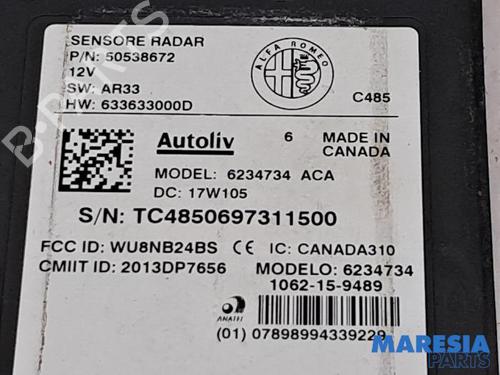 SENSORE RADAR
P/N: 50538672
12V
SW: AR33
HW: 633633000D
ALFA ROMEO
C485
Autoliv
6
MADE IN
CANADA
MODEL: 6234734 ACA
DC: 17W105
S/N: TC4850697311500
FCC ID: WU8NB24BS CE IC: CANADA310
CMIIT ID: 2013DP7656 MODELO: 6234734
1062-15-9489
ANATEL
(01) 07898994339229
B-PARTS
MARESIA
PARTS